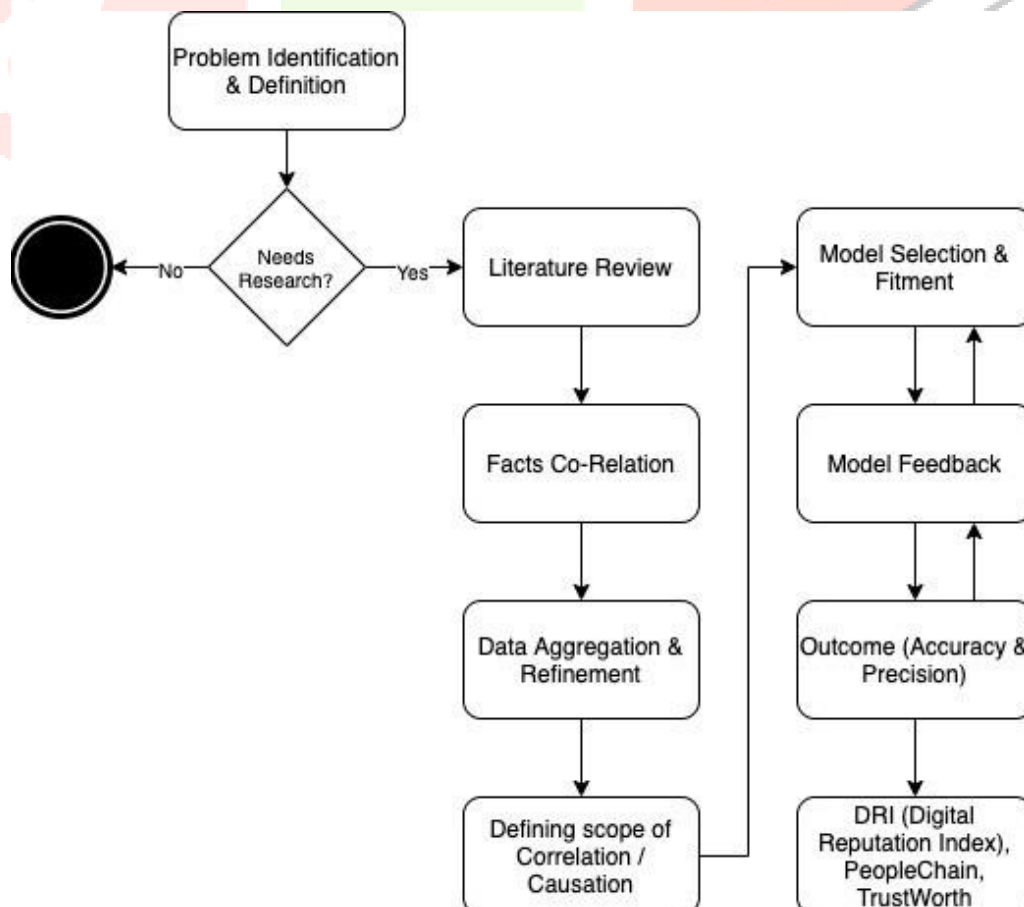 Problem Identification
& Definition
Needs
Research?
No
Yes
Literature Review
Facts Co-Relation
Data Aggregation &
Refinement
Defining scope of
Correlation /
Causation
Model Selection &
Fitment
Model Feedback
Outcome (Accuracy &
Precision)
DRI (Digital
Reputation Index),
PeopleChain,
TrustWorth